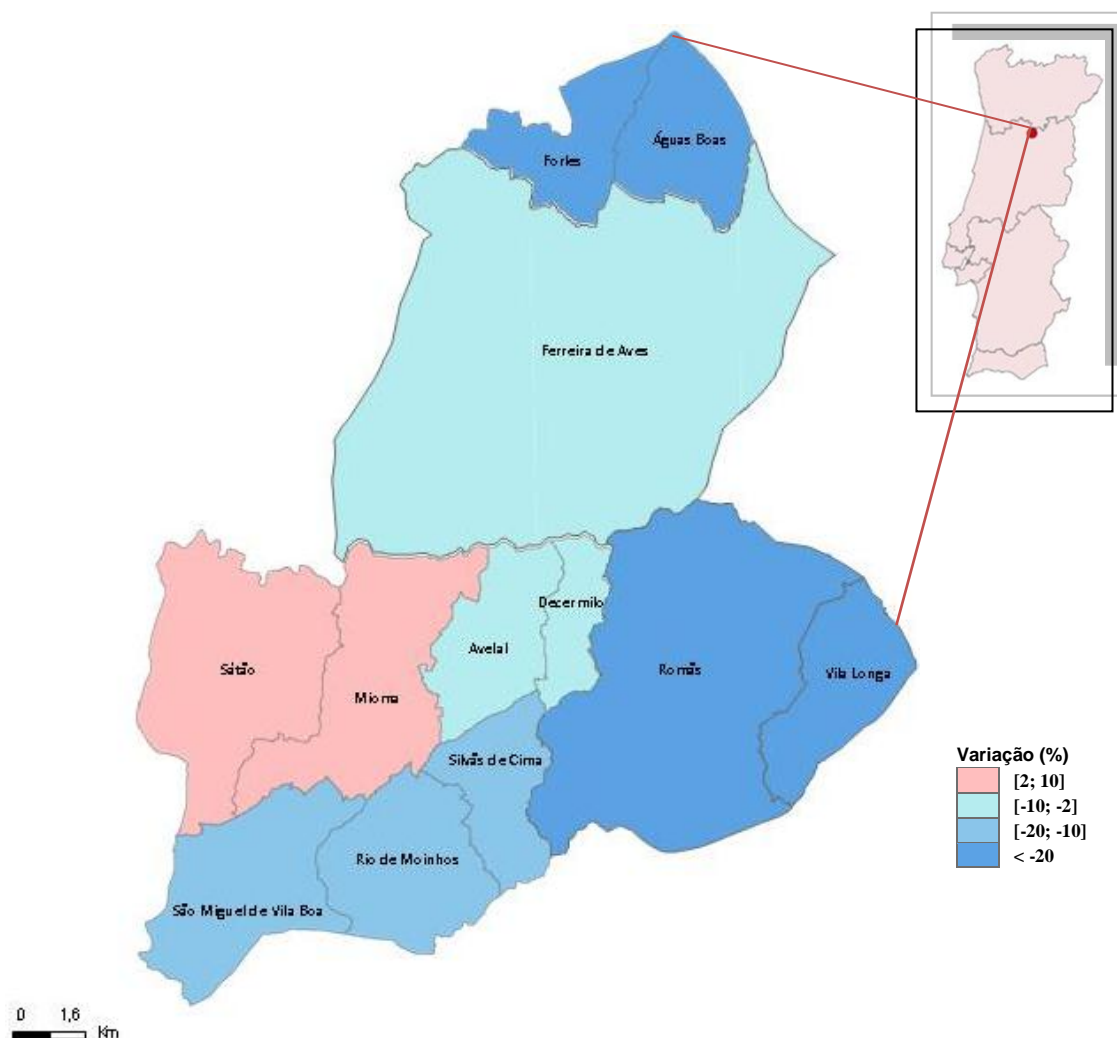 Forles
Águas Boas
Ferreira de Aves
Decermilo
Avelal
Sátão
Romãs
Vila Longa
Mioma
Silvãs de Cima
Rio de Moinhos
São Miguel de Vila Boa
Variação (%)
[2; 10]
[-10; -2]
[-20; -10]
< -20
0 1,6
Km